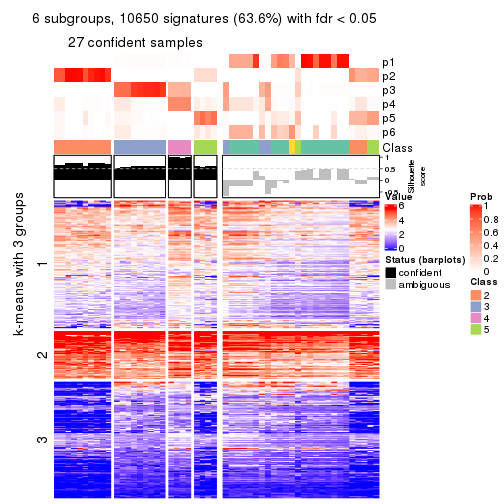 6 subgroups, 10650 signatures (63.6%) with fdr < 0.05
27 confident samples
p1
p2
p3
p4
p5
p6
Class
1
0.5
0
-0.5
Silhouette score
k-means with 3 groups
1
2
3
Value
6
4
2
0
Status (barplots)
confident
ambiguous
Prob
1
0.8
0.6
0.4
0.2
0
Class
2
3
4
5